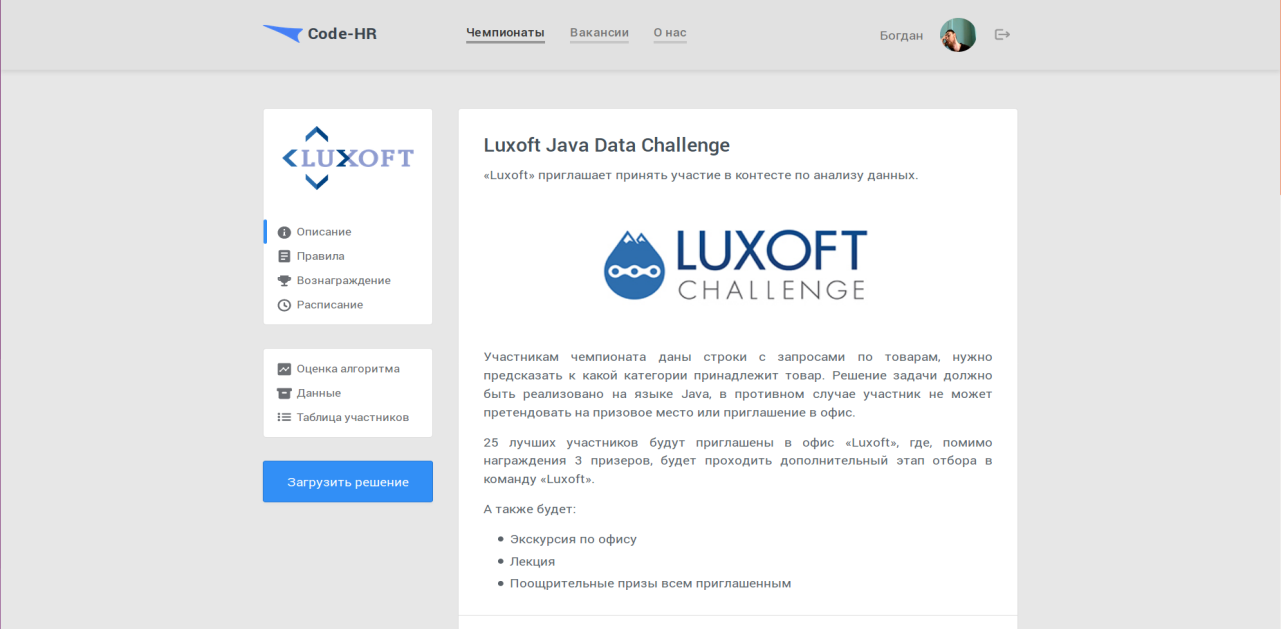 Code-HR
Чемпионаты
Вакансии
О нас
Богдан
LUXOFT
Описание
Правила
Вознаграждение
Расписание
Оценка алгоритма
Данные
Таблица участников
Загрузить решение
Luxoft Java Data Challenge
«Luxoft» приглашает принять участие в контесте по анализу данных.
LUXOFT
CHALLENGE
Участникам чемпионата даны строки с запросами по товарам, нужно
предсказать к какой категории принадлежит товар. Решение задачи должно
быть реализовано на языке Java, в противном случае участник не может
претендовать на призовое место или приглашение в офис.
25 лучших участников будут приглашены в офис «Luxoft», где, помимо
награждения 3 призеров, будет проходить дополнительный этап отбора в
команду «Luxoft».
А также будет:
Экскурсия по офису
Лекция
Поощрительные призы всем приглашенным